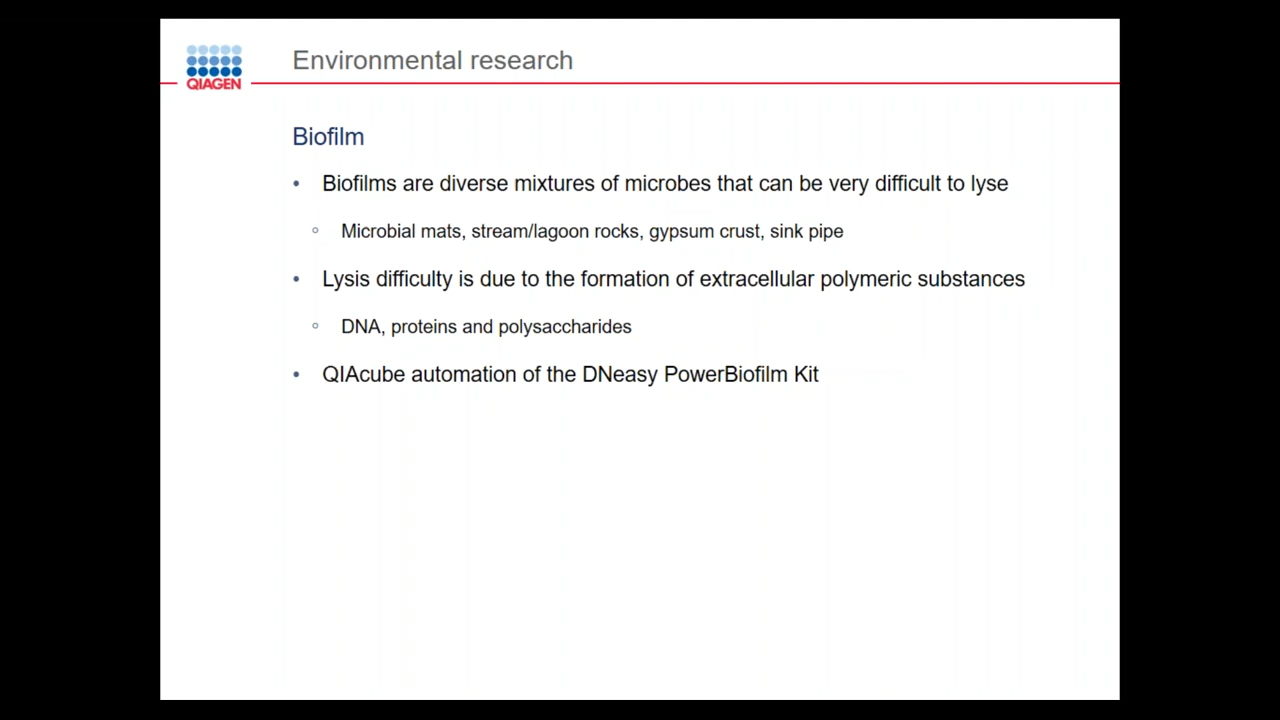 Environmental research
QIAGEN
Biofilm
• Biofilms are diverse mixtures of microbes that can be very difficult to lyse
◦ Microbial mats, stream/lagoon rocks, gypsum crust, sink pipe
• Lysis difficulty is due to the formation of extracellular polymeric substances
◦ DNA, proteins and polysaccharides
• QIAcube automation of the DNeasy PowerBiofilm Kit